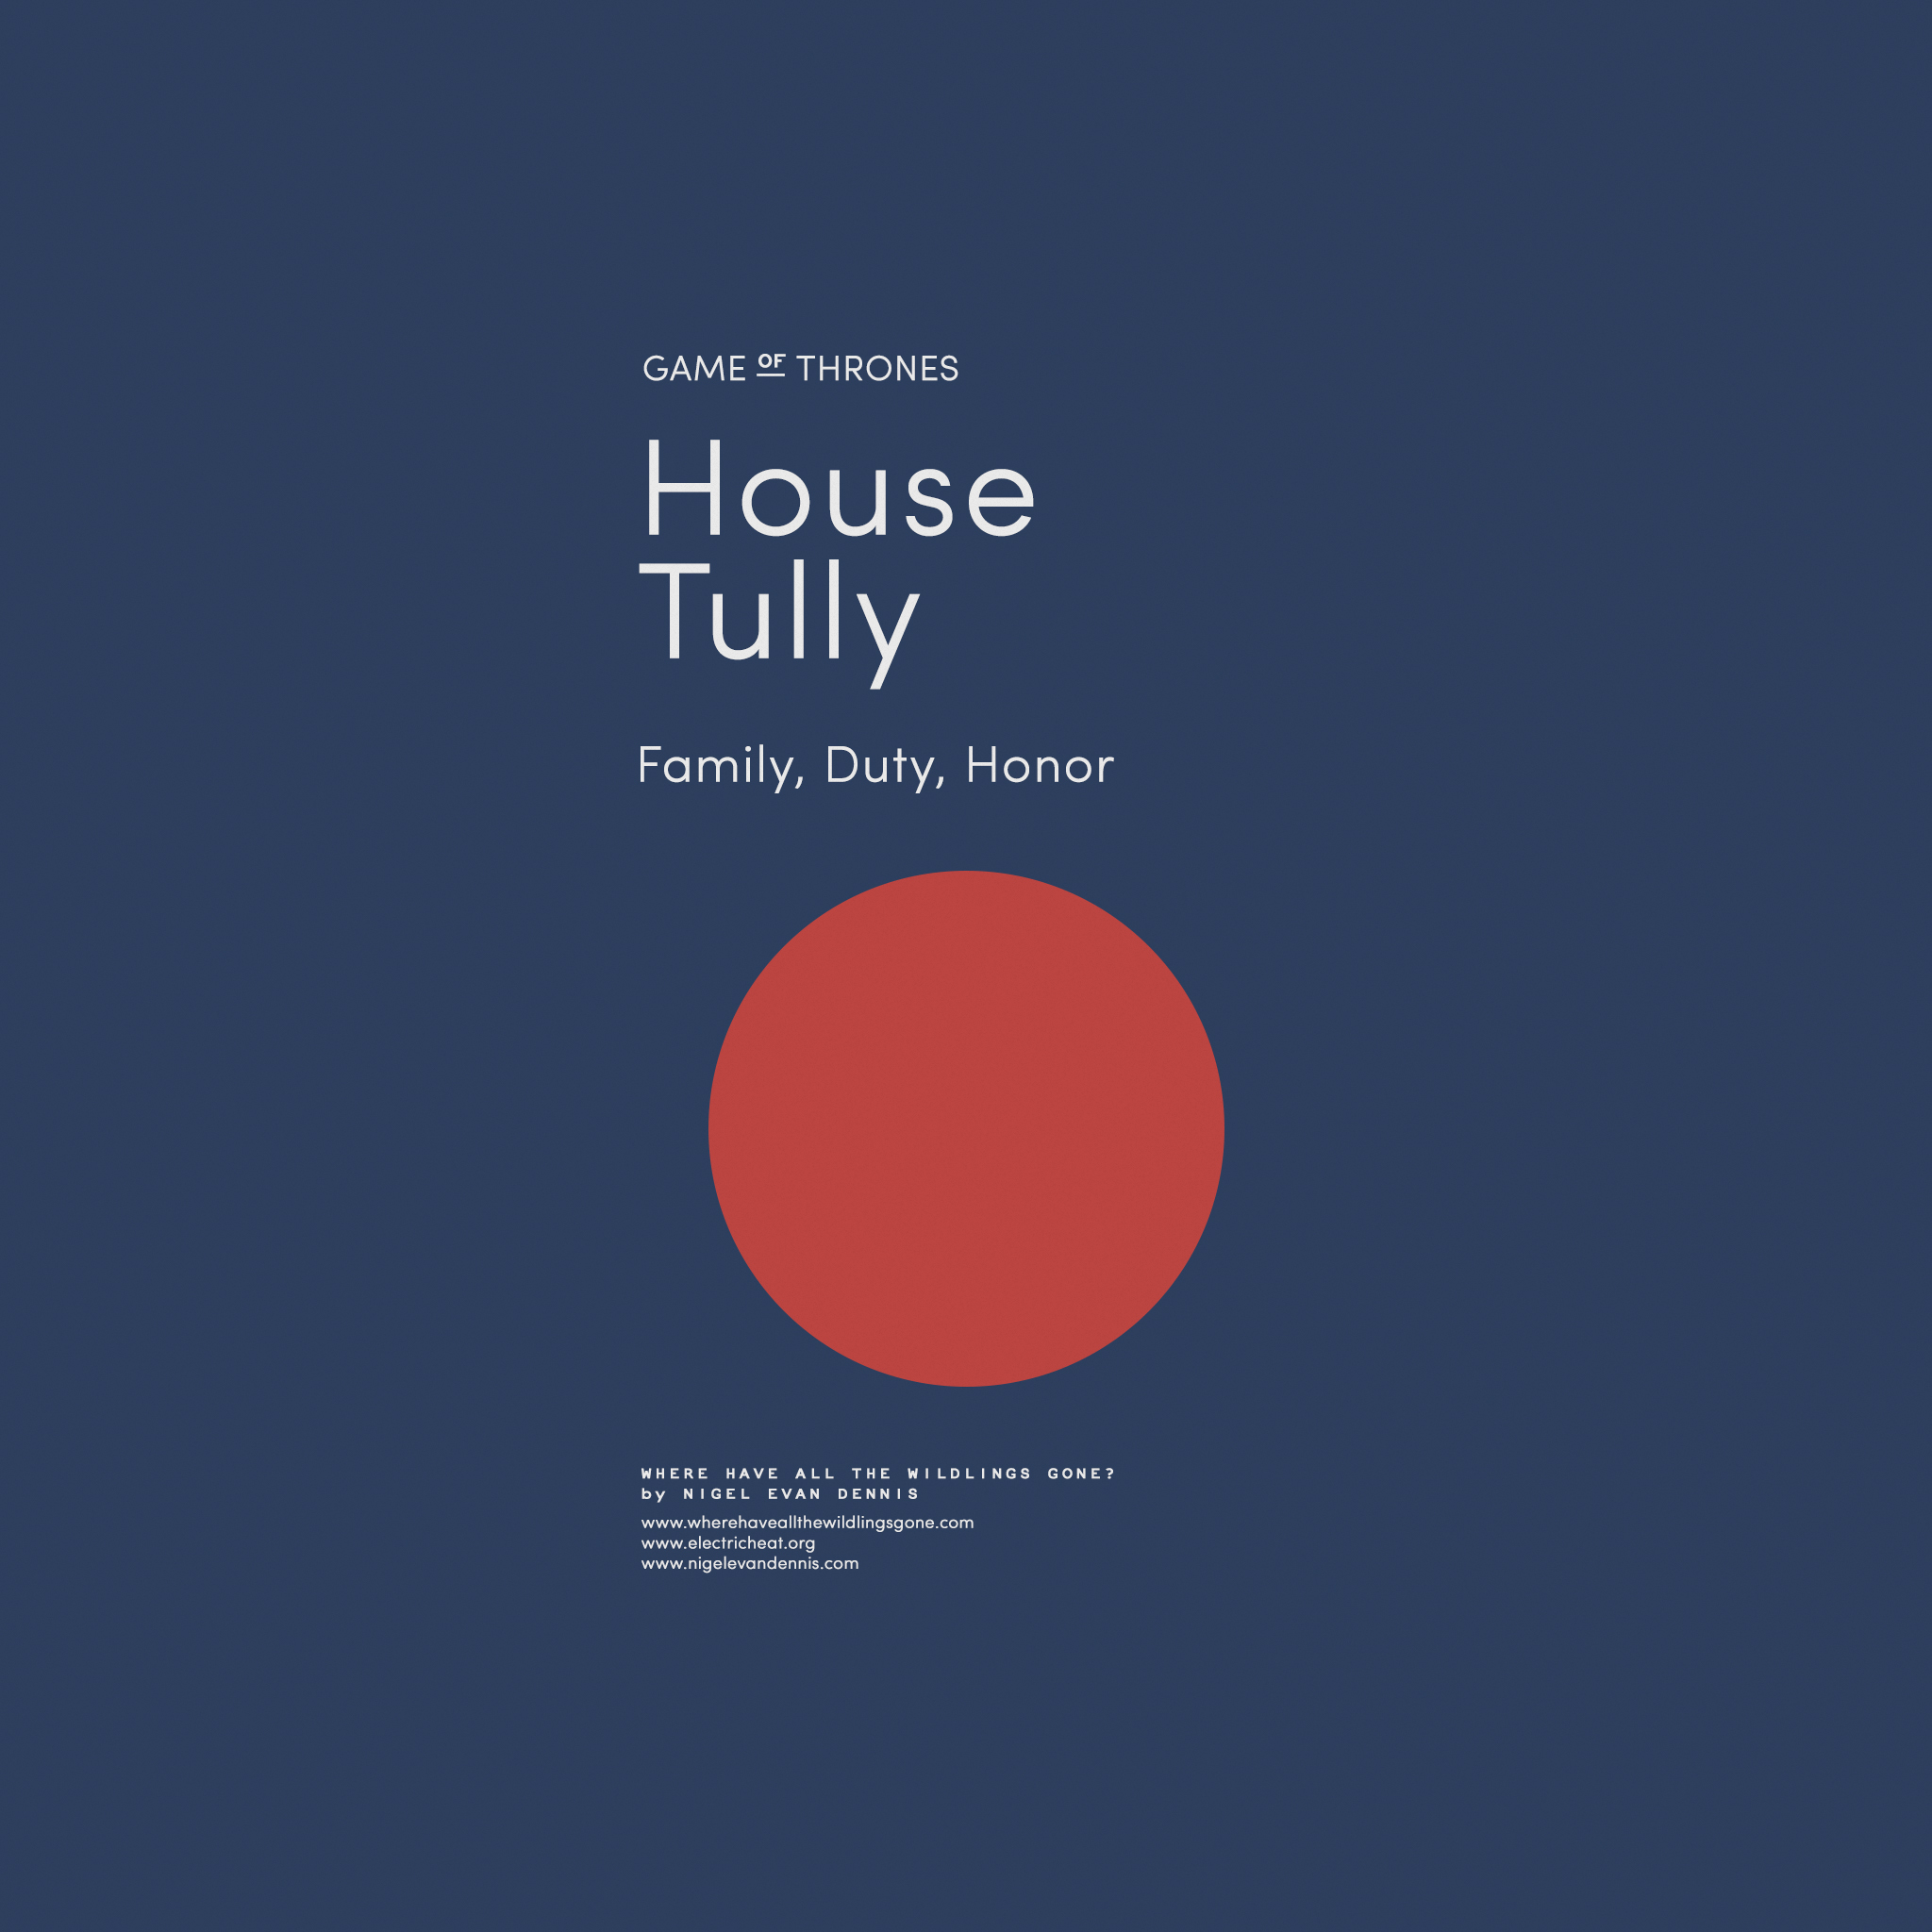 GAME OF THRONES
House
Tully
Family, Duty, Honor
WHERE HAVE ALL THE WILDLINGS GONE?
by NIGEL EVAN DENNIS
www.wherehaveallthewildlingsgone.com
www.electricheat.org
www.nigelevandennis.com